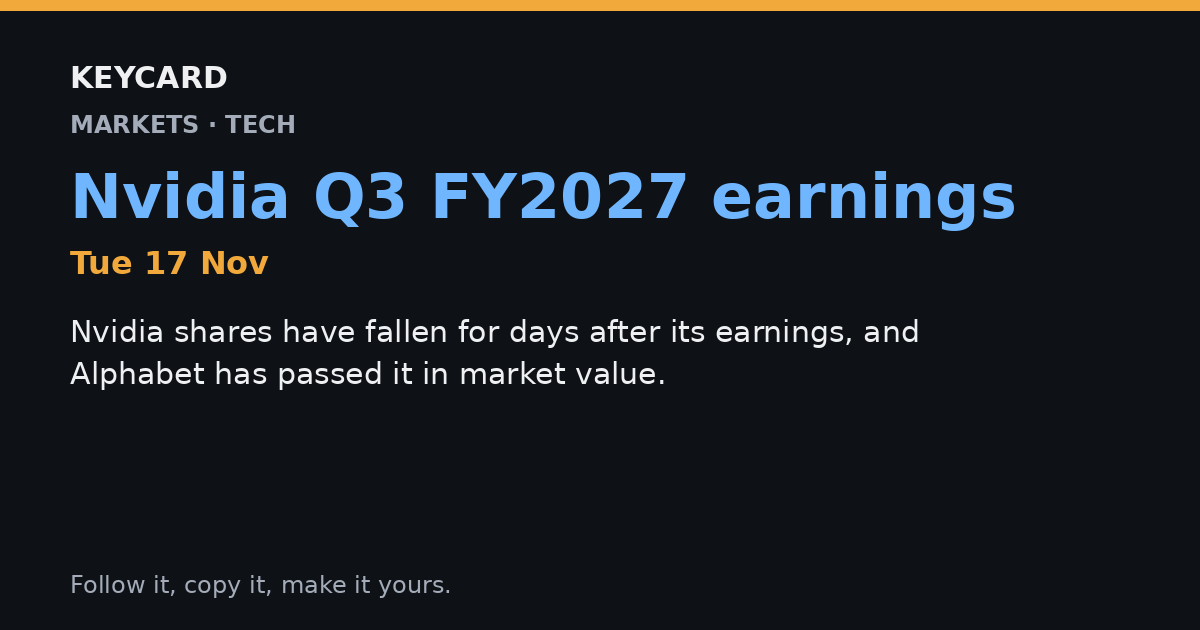 KEYCARD
MARKETS · TECH
Nvidia Q3 FY2027 earnings
Tue 17 Nov
Nvidia shares have fallen for days after its earnings, and
Alphabet has passed it in market value.
Follow it, copy it, make it yours.